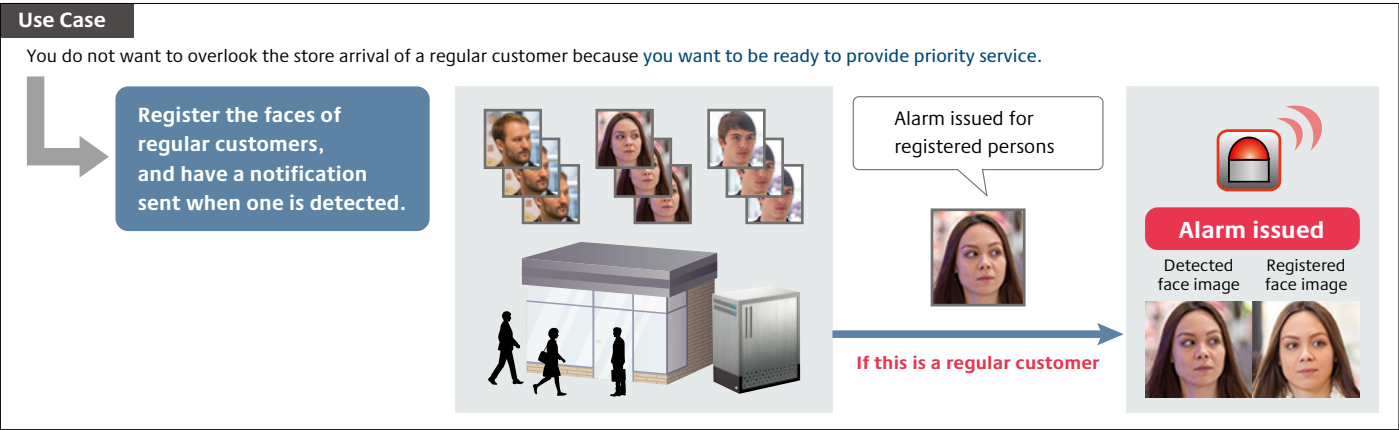 Use Case
You do not want to overlook the store arrival of a regular customer because you want to be ready to provide priority service.
Register the faces of
regular customers,
and have a notification
sent when one is detected.
Alarm issued for
registered persons
If this is a regular customer
Alarm issued
Detected
face image
Registered
face image